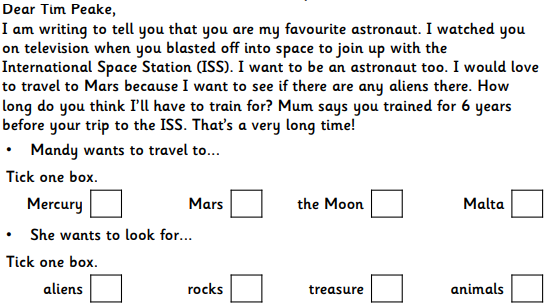 Dear Tim Peake,
I am writing to tell you that you are my favourite astronaut. I watched you
on television when you blasted off into space to join up with the
International Space Station (ISS). I want to be an astronaut too. I would love
to travel to Mars because I want to see if there are any aliens there. How
long do you think I'll have to train for? Mum says you trained for 6 years
before your trip to the ISS. That's a very long time!
• Mandy wants to travel to...
Tick one box.
Mercury Mars the Moon Malta
• She wants to look for...
Tick one box.
aliens rocks treasure animals